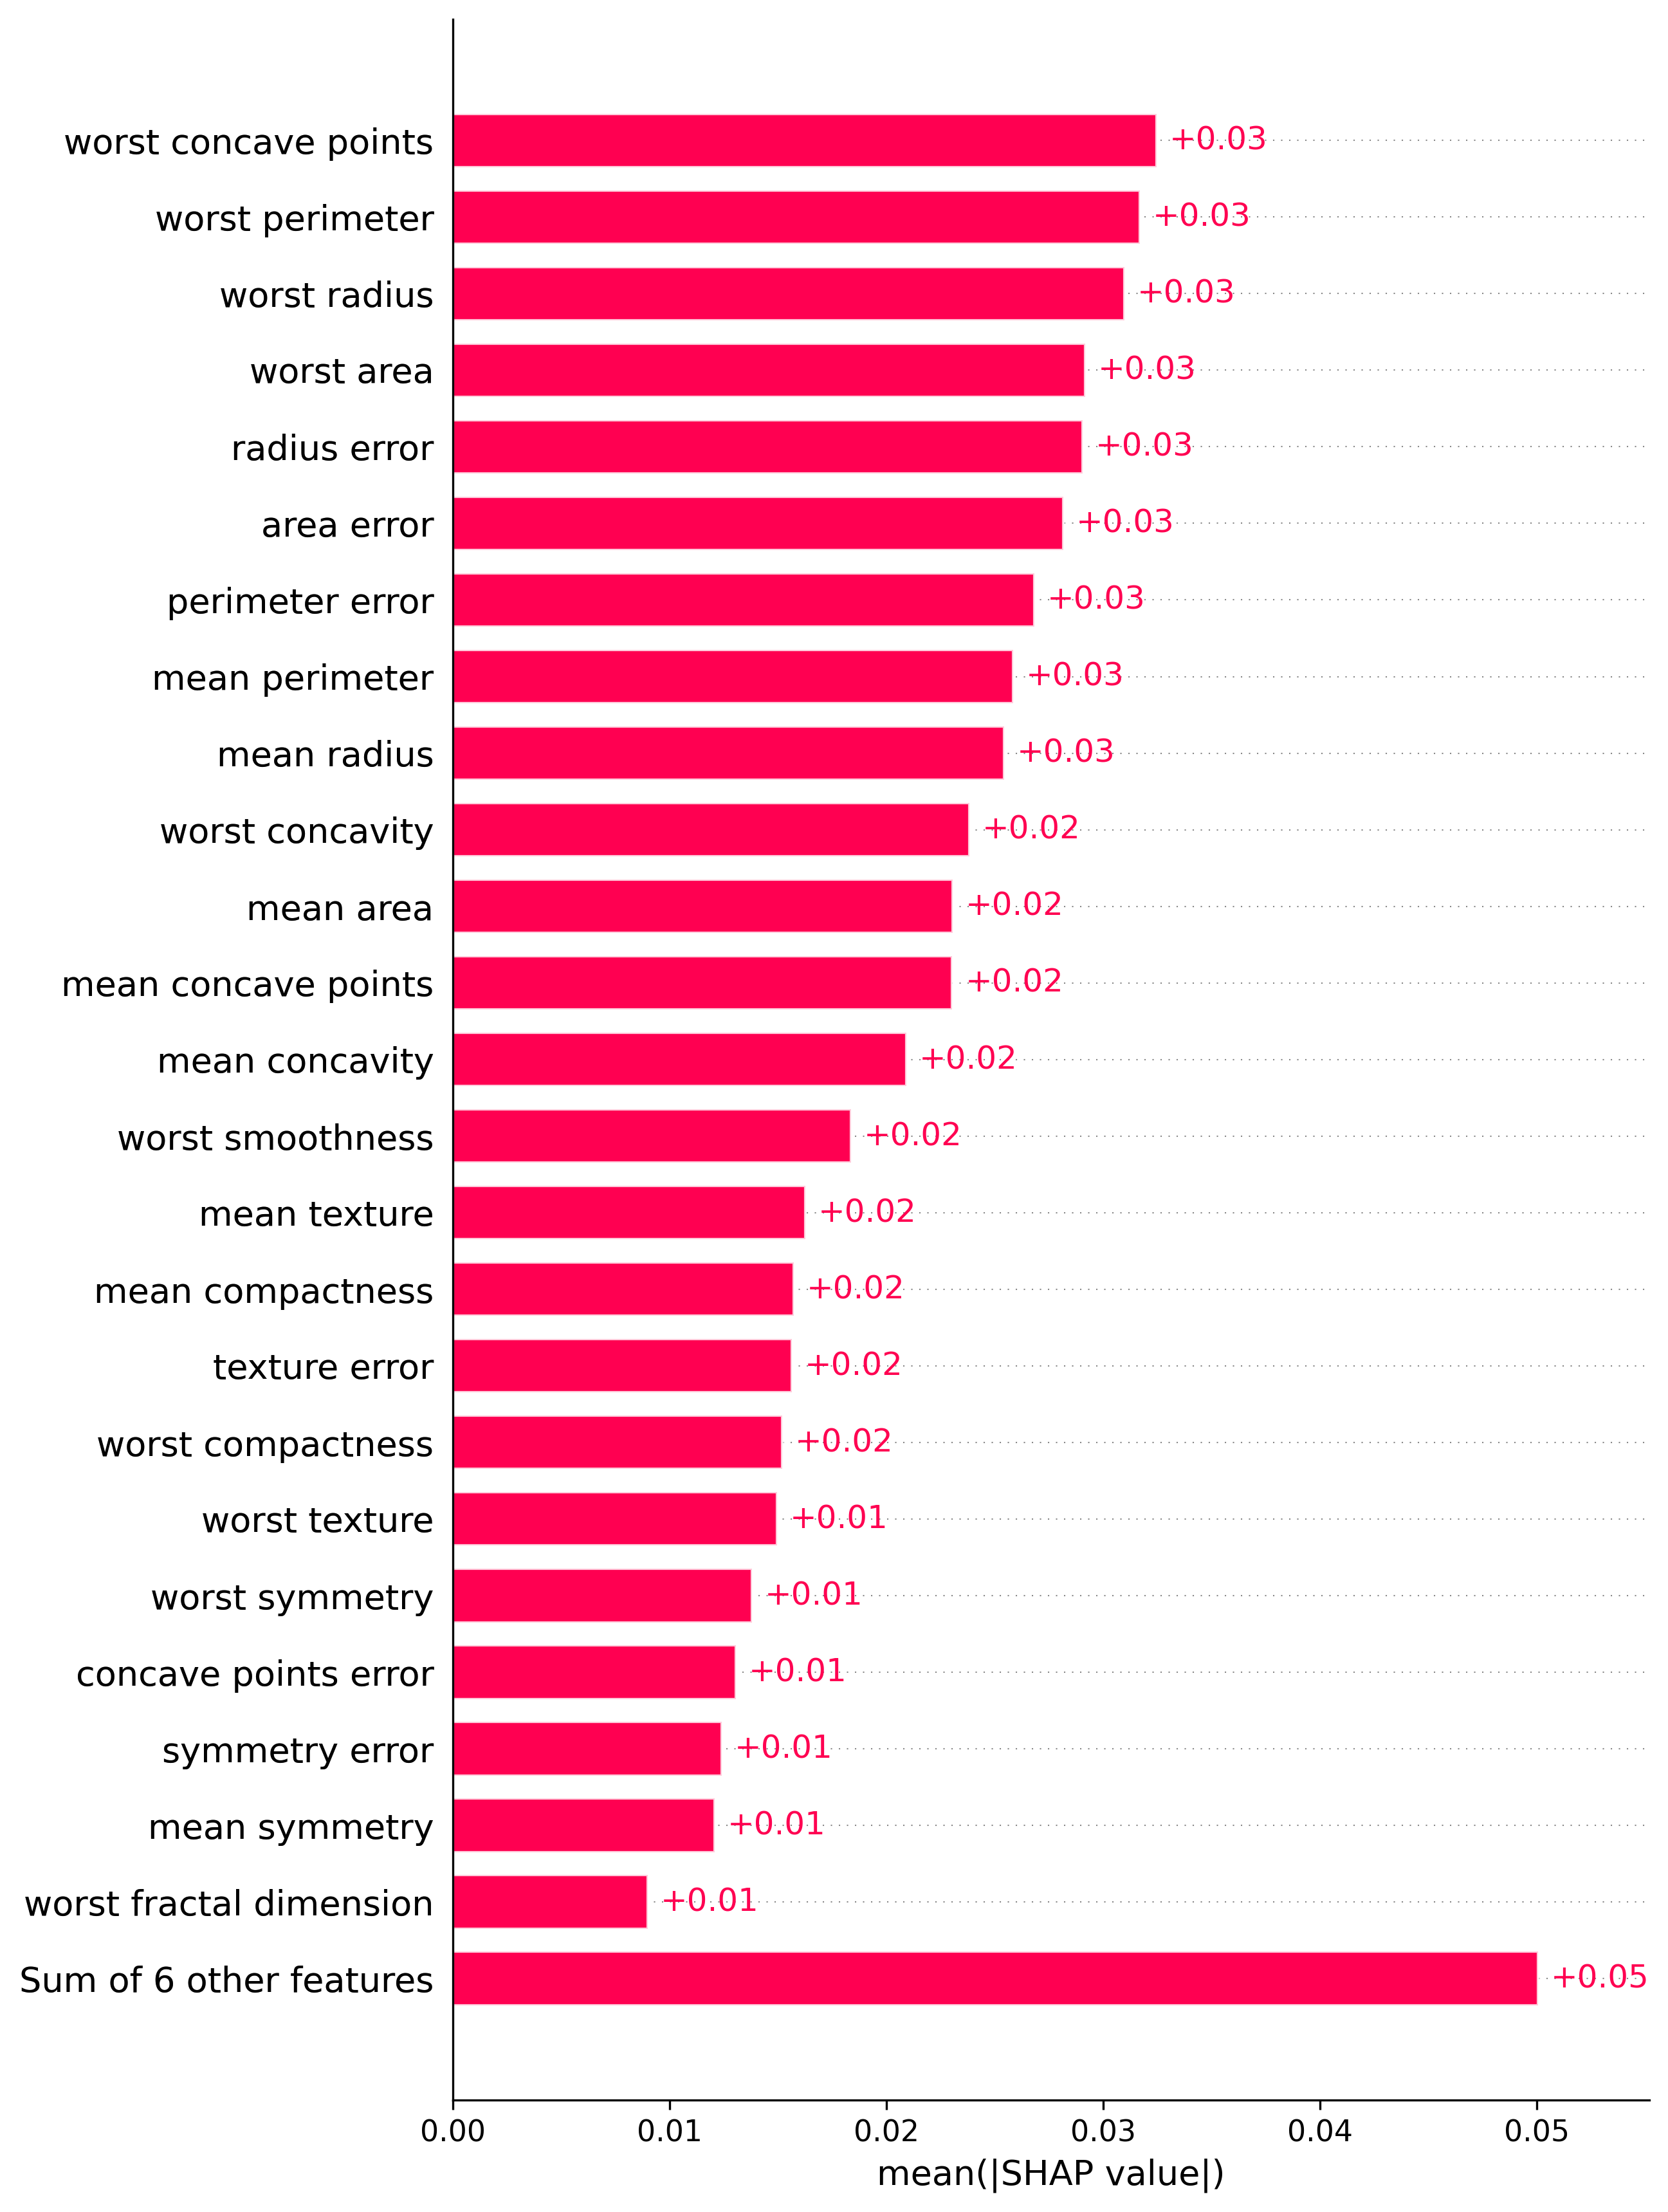 worst concave points +0.03
worst perimeter +0.03
worst radius +0.03
worst area +0.03
radius error +0.03
area error +0.03
perimeter error +0.03
mean perimeter +0.03
mean radius +0.03
worst concavity +0.02
mean area +0.02
mean concave points +0.02
mean concavity +0.02
worst smoothness +0.02
mean texture +0.02
mean compactness +0.02
texture error +0.02
worst compactness +0.02
worst texture +0.01
worst symmetry +0.01
concave points error +0.01
symmetry error +0.01
mean symmetry +0.01
worst fractal dimension +0.01
Sum of 6 other features +0.05
0.00 0.01 0.02 0.03 0.04 0.05
mean(|SHAP value|)